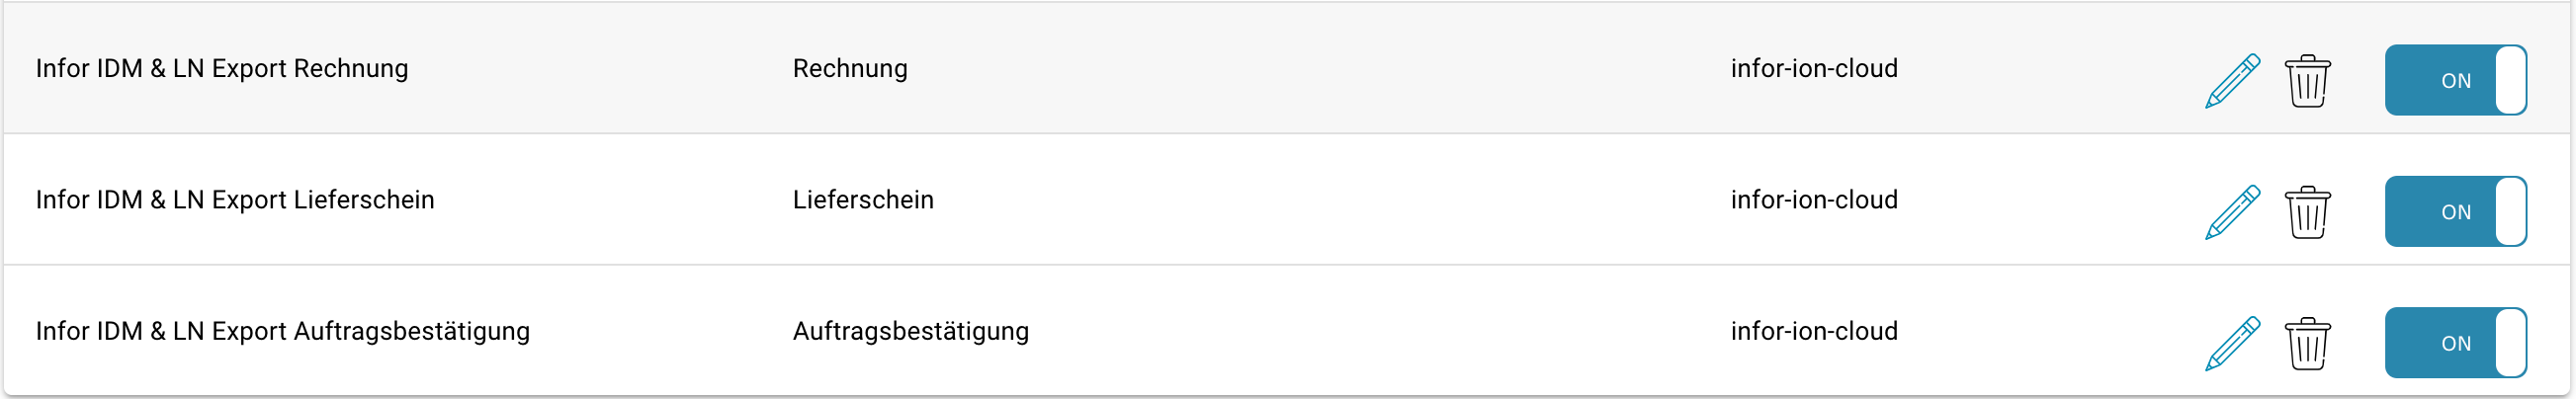 Infor IDM & LN Export Rechnung Rechnung infor-ion-cloud ON
Infor IDM & LN Export Lieferschein Lieferschein infor-ion-cloud ON
Infor IDM & LN Export Auftragsbestätigung Auftragsbestätigung infor-ion-cloud ON